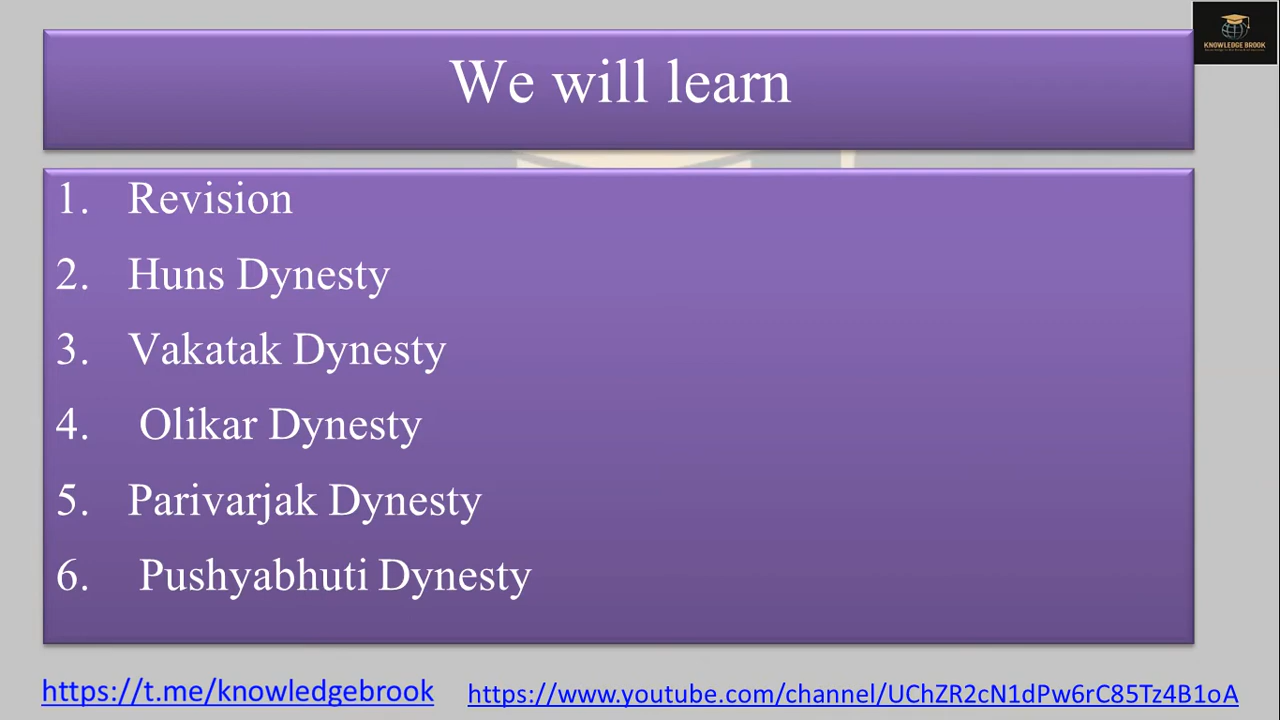 KNOWLEDGE BROOK
We will learn
1. Revision
2. Huns Dynesty
3. Vakatak Dynesty
4. Olikar Dynesty
5. Parivarjak Dynesty
6. Pushyabhuti Dynesty
https://t.me/knowledgebrook https://www.youtube.com/channel/UChZR2cN1dPw6rC85Tz4B1oA